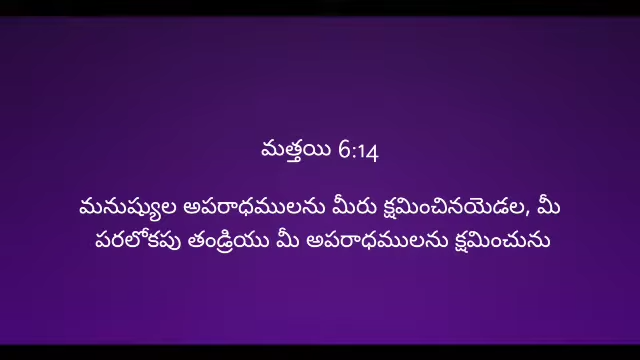 మత్తయి 6:14
మనుష్యుల అపరాధములను మీరు క్షమించినయెడల, మీ
పరలోకపు తండ్రియు మీ అపరాధములను క్షమించును